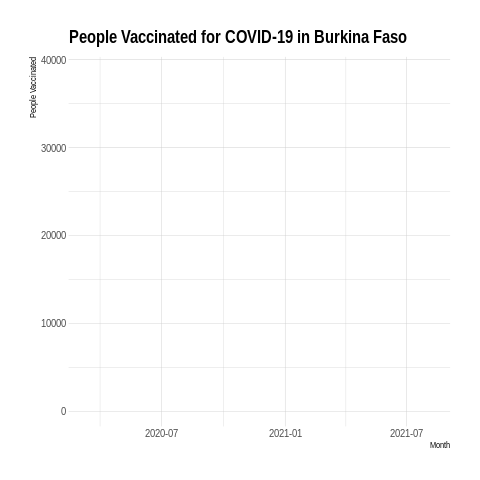 People Vaccinated for COVID-19 in Burkina Faso
People Vaccinated
40000
30000
20000
10000
0
2020-07
2021-01
2021-07
Month